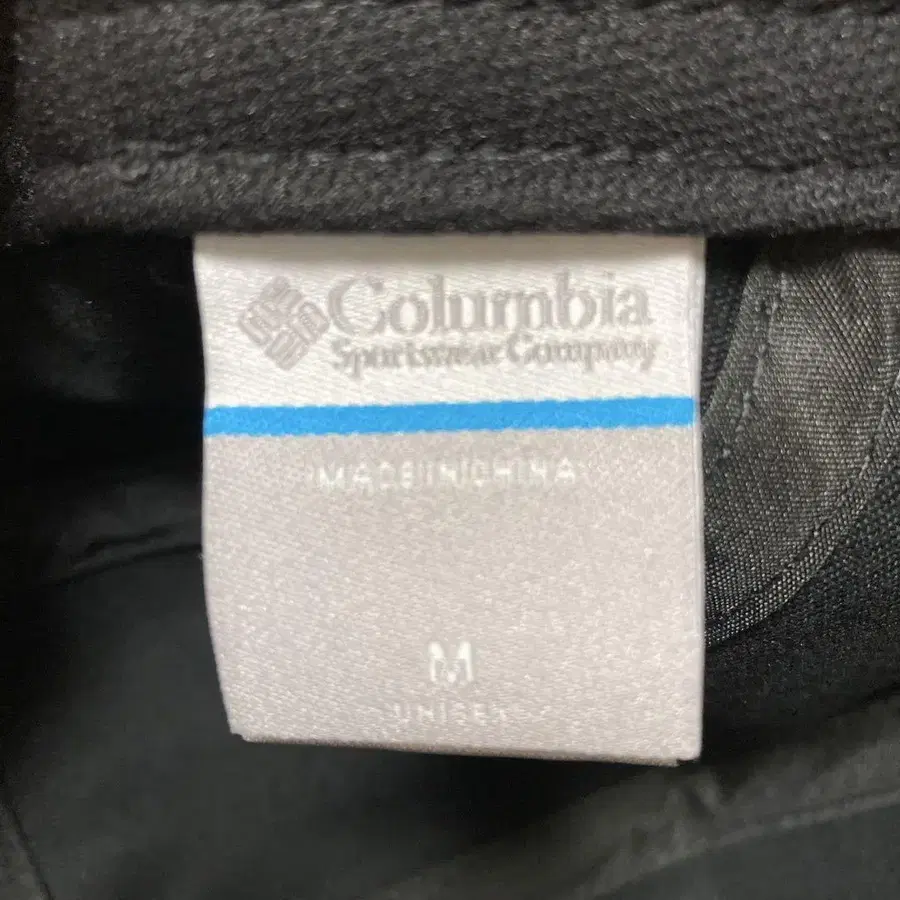 Columbia
Sportswear Company
MADE IN CHINA
M
UNISEX